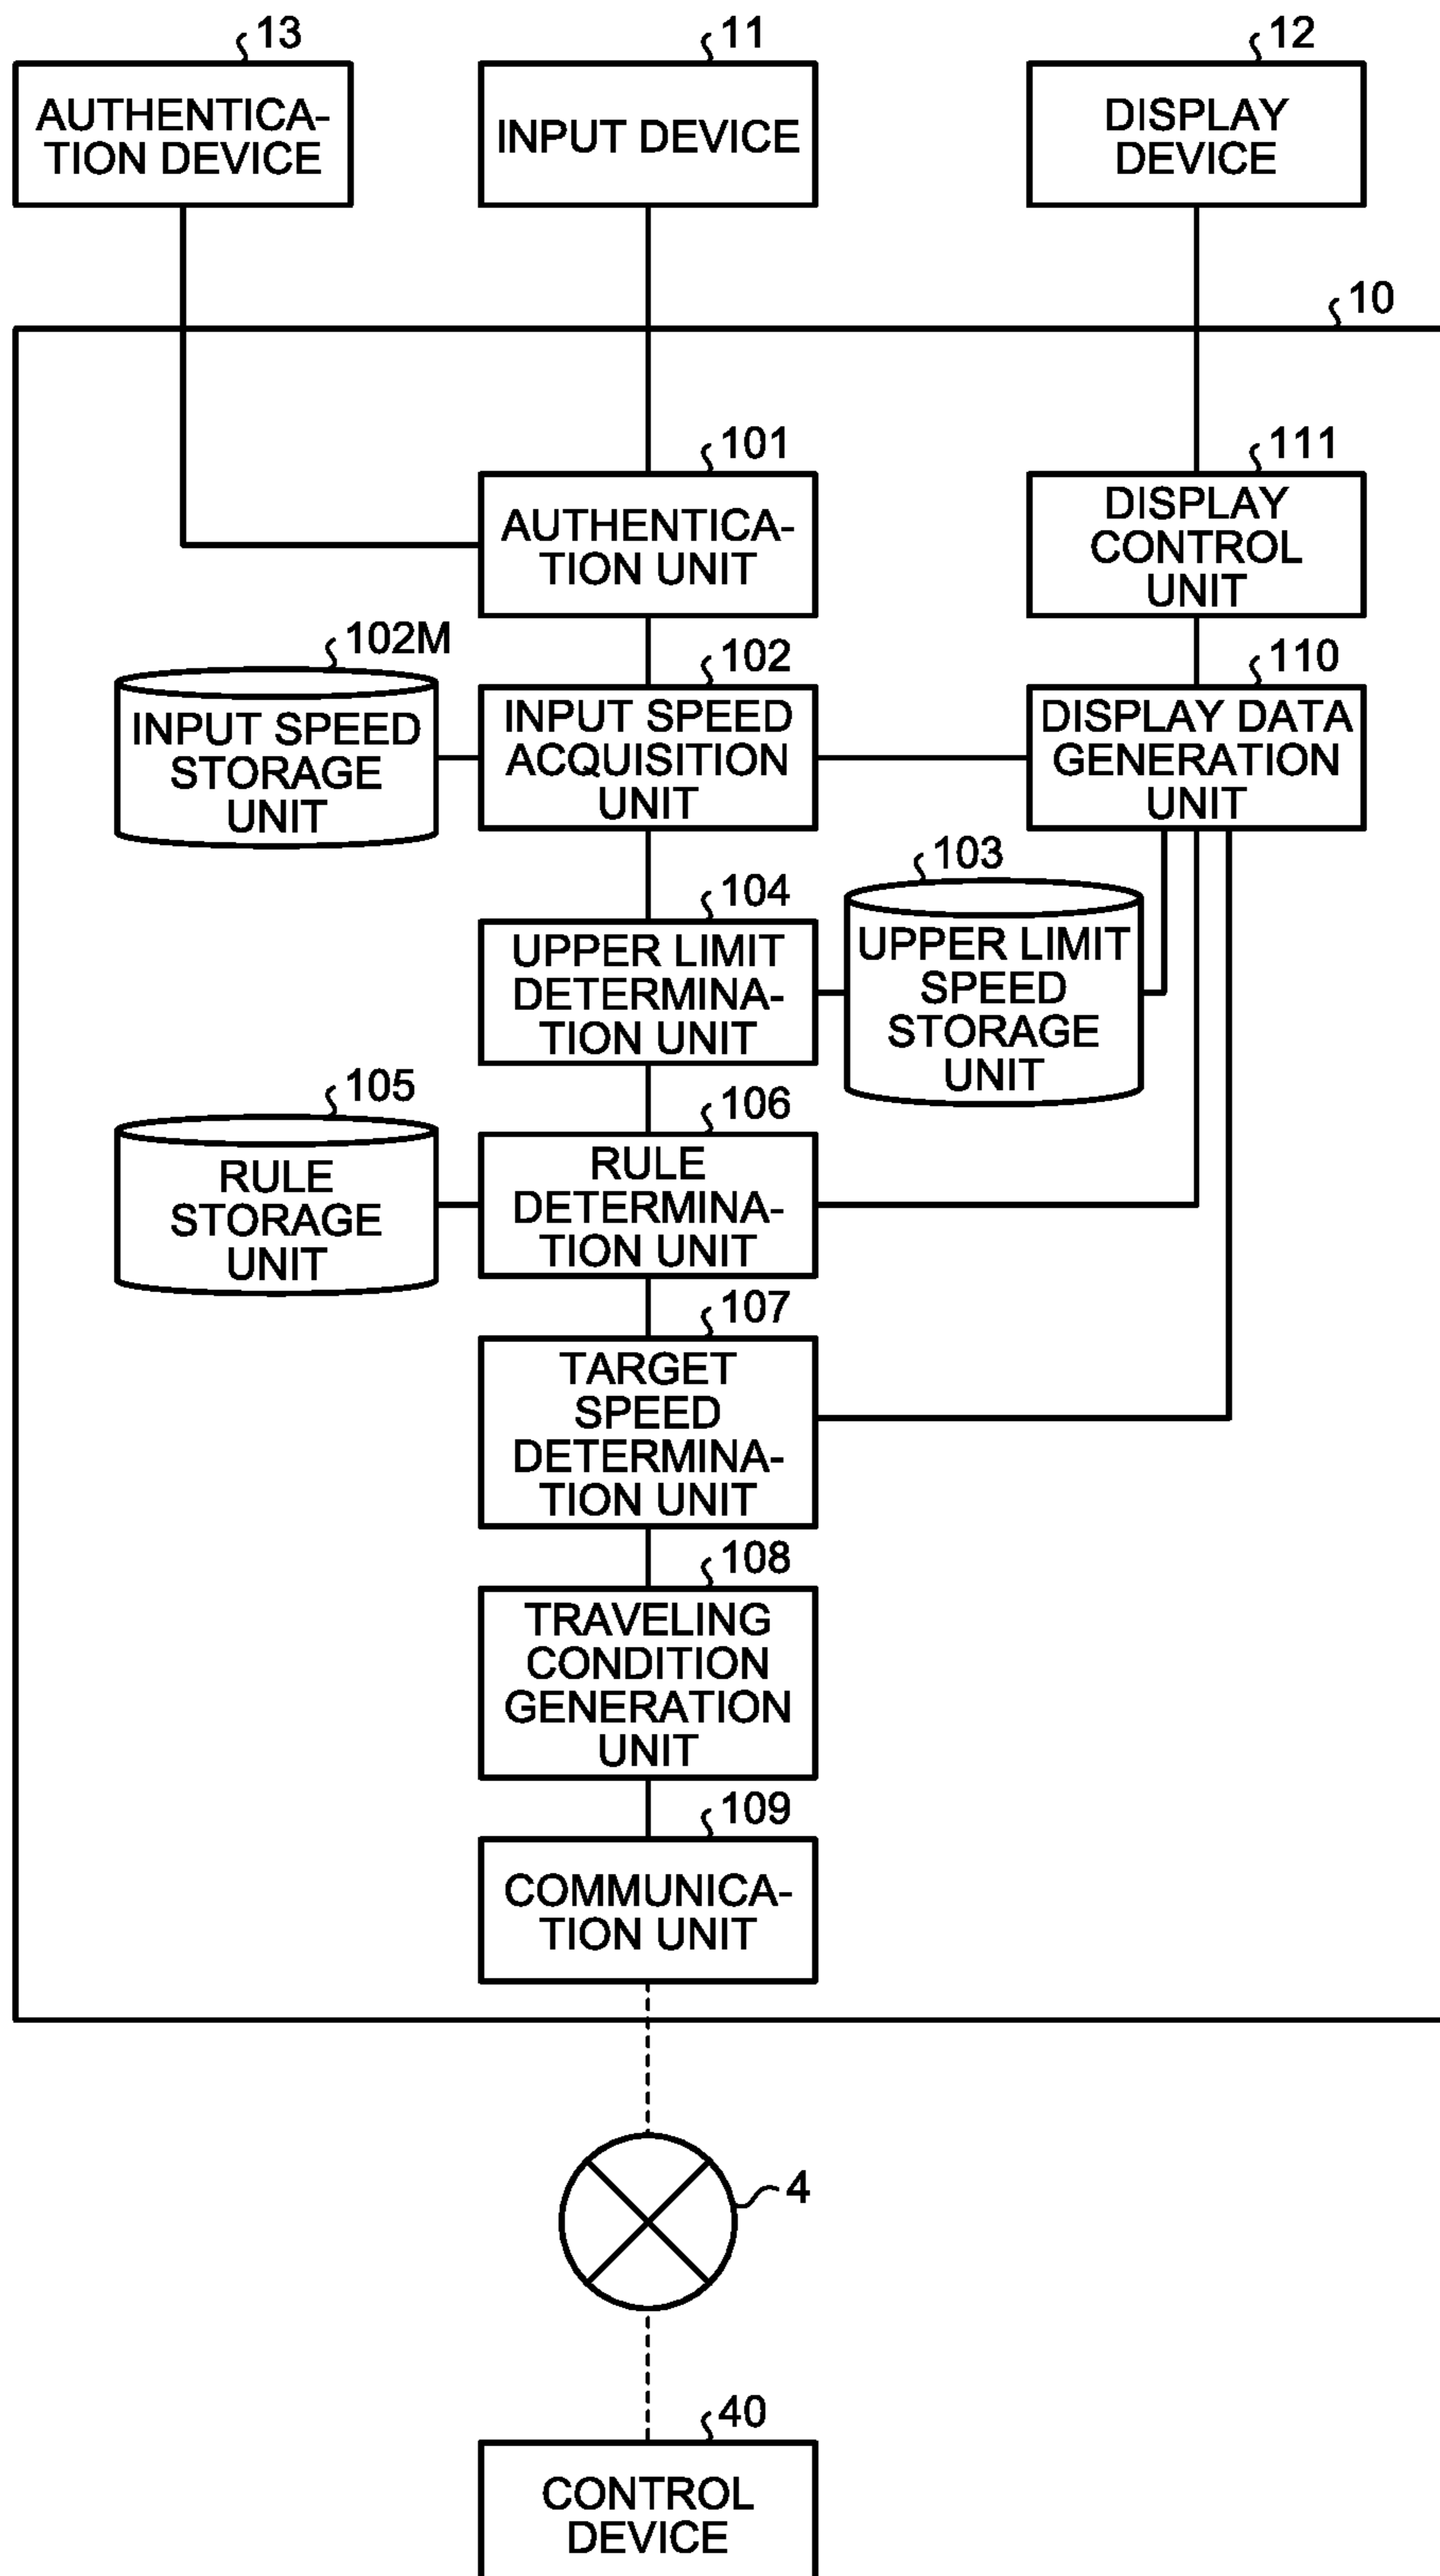 13
AUTHENTICA-
TION DEVICE
11
INPUT DEVICE
12
DISPLAY
DEVICE
10
101
AUTHENTICA-
TION UNIT
111
DISPLAY
CONTROL
UNIT
102M
INPUT SPEED
STORAGE
UNIT
102
INPUT SPEED
ACQUISITION
UNIT
110
DISPLAY DATA
GENERATION
UNIT
104
UPPER LIMIT
DETERMINA-
TION UNIT
103
UPPER LIMIT
SPEED
STORAGE
UNIT
105
RULE
STORAGE
UNIT
106
RULE
DETERMINA-
TION UNIT
107
TARGET
SPEED
DETERMINA-
TION UNIT
108
TRAVELING
CONDITION
GENERATION
UNIT
109
COMMUNICA-
TION UNIT
4
40
CONTROL
DEVICE